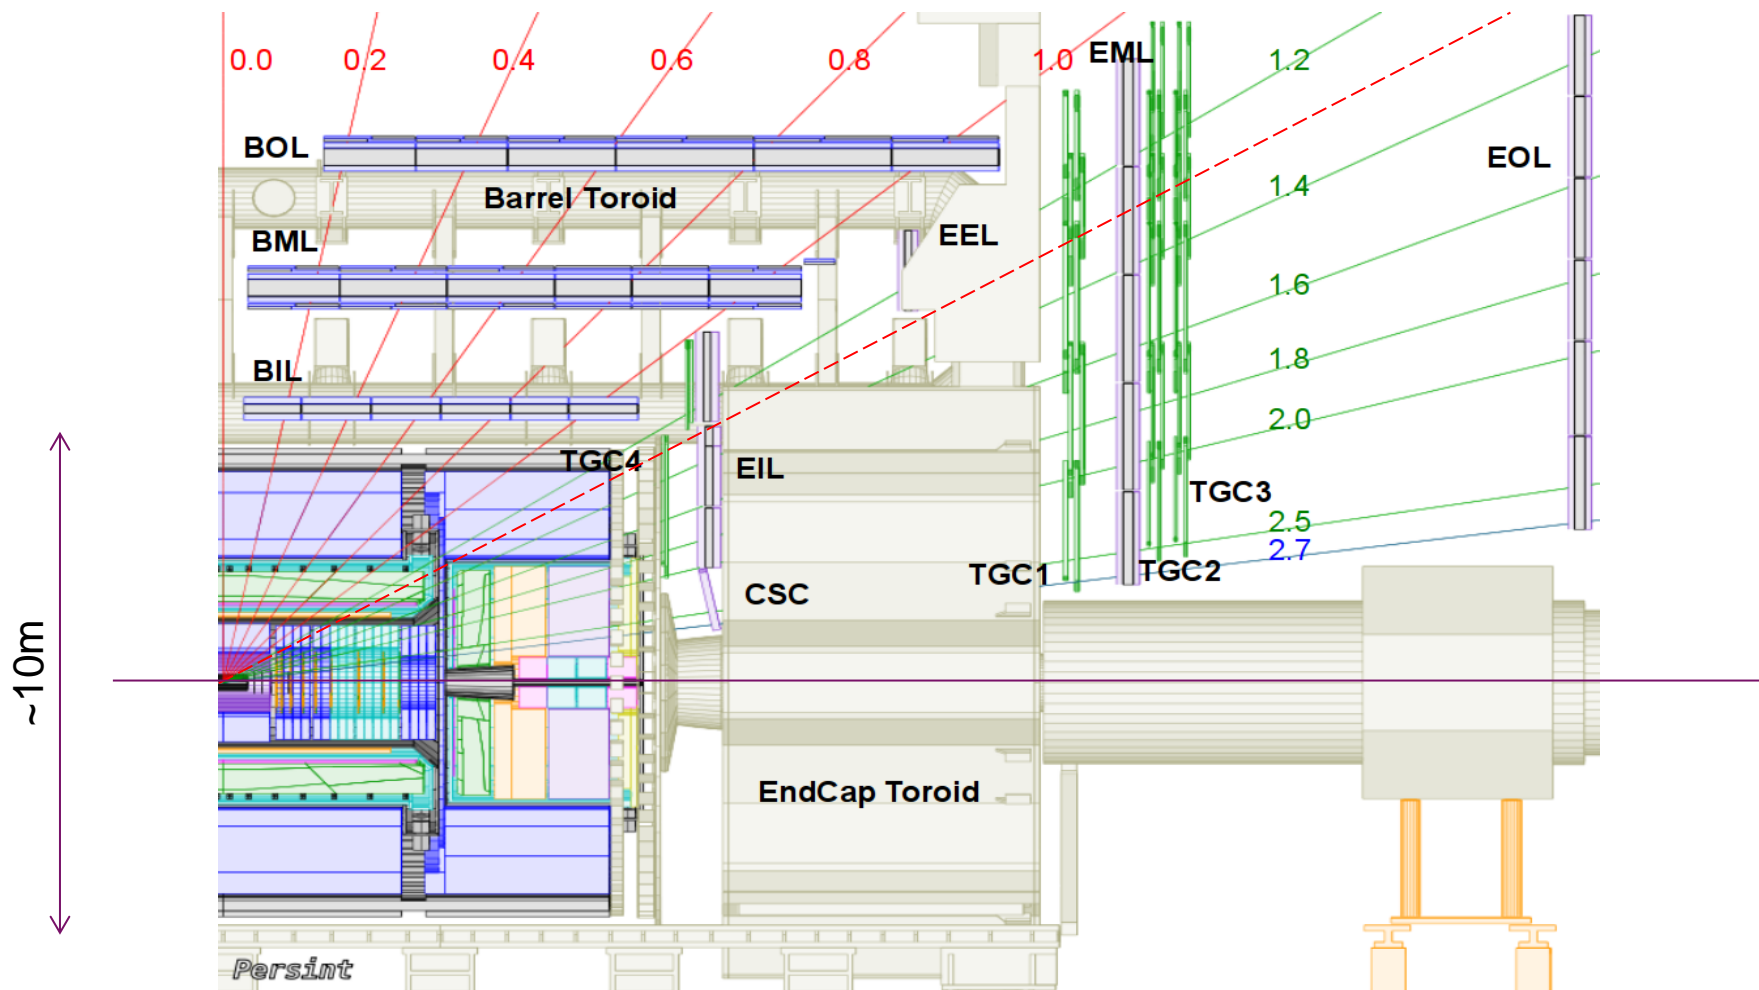 0.0 0.2 0.4 0.6 0.8 1.0 EML 1.2
BOL
EOL
1.4
Barrel Toroid
BML
EEL
1.6
1.8
BIL
2.0
TGC4
EIL
TGC3
2.5
2.7
TGC1
TGC2
CSC
~10m
EndCap Toroid
Persint